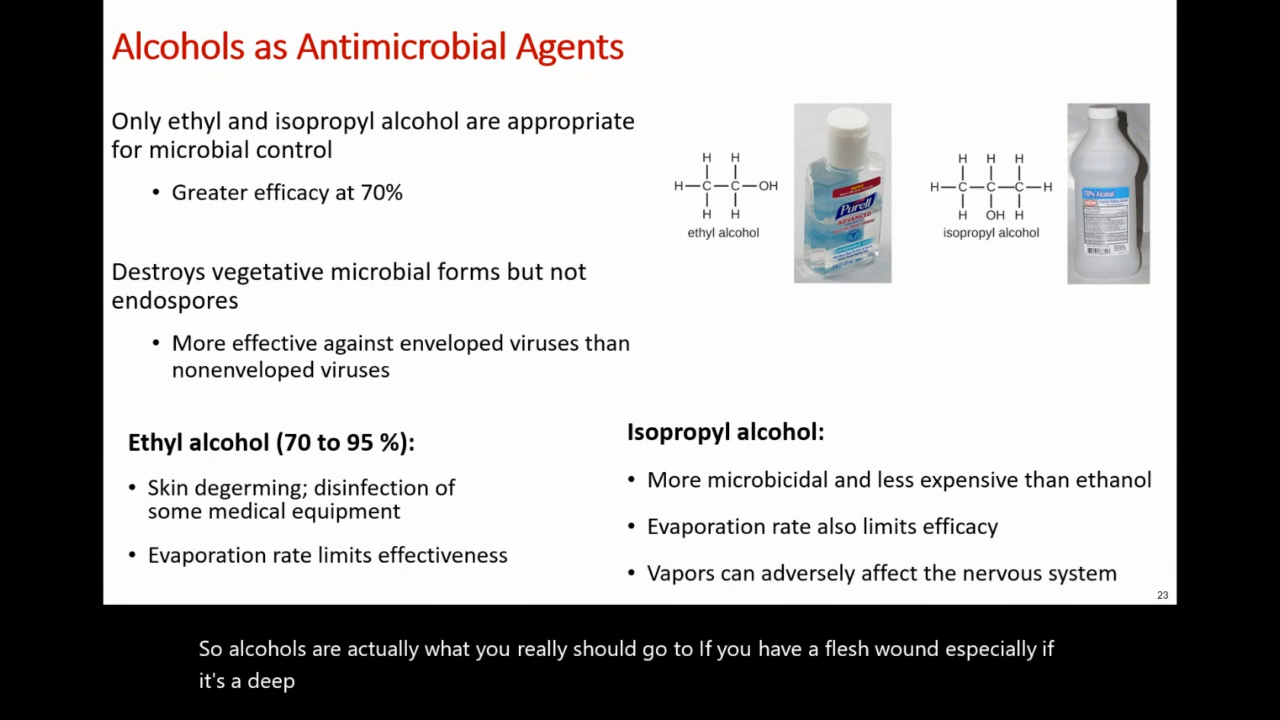 Alcohols as Antimicrobial Agents
Only ethyl and isopropyl alcohol are appropriate
for microbial control
• Greater efficacy at 70%
Destroys vegetative microbial forms but not
endospores
• More effective against enveloped viruses than
nonenveloped viruses
H H
H—C—C—OH
H H
ethyl alcohol
Purell
ADVANCED
H H H
H—C—C—C—H
H OH H
isopropyl alcohol
70% Alcohol
Ethyl alcohol (70 to 95 %):
• Skin degerming; disinfection of
some medical equipment
• Evaporation rate limits effectiveness
Isopropyl alcohol:
• More microbicidal and less expensive than ethanol
• Evaporation rate also limits efficacy
• Vapors can adversely affect the nervous system
23
So alcohols are actually what you really should go to If you have a flesh wound especially if
it's a deep